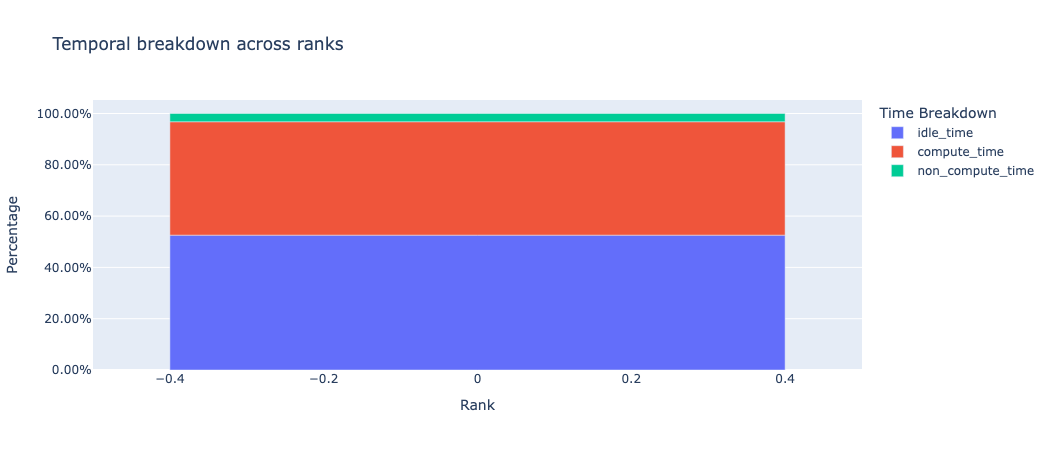 Temporal breakdown across ranks
Time Breakdown
idle_time
compute_time
non_compute_time
Percentage
100.00%
80.00%
60.00%
40.00%
20.00%
0.00%
−0.4
−0.2
0
0.2
0.4
Rank